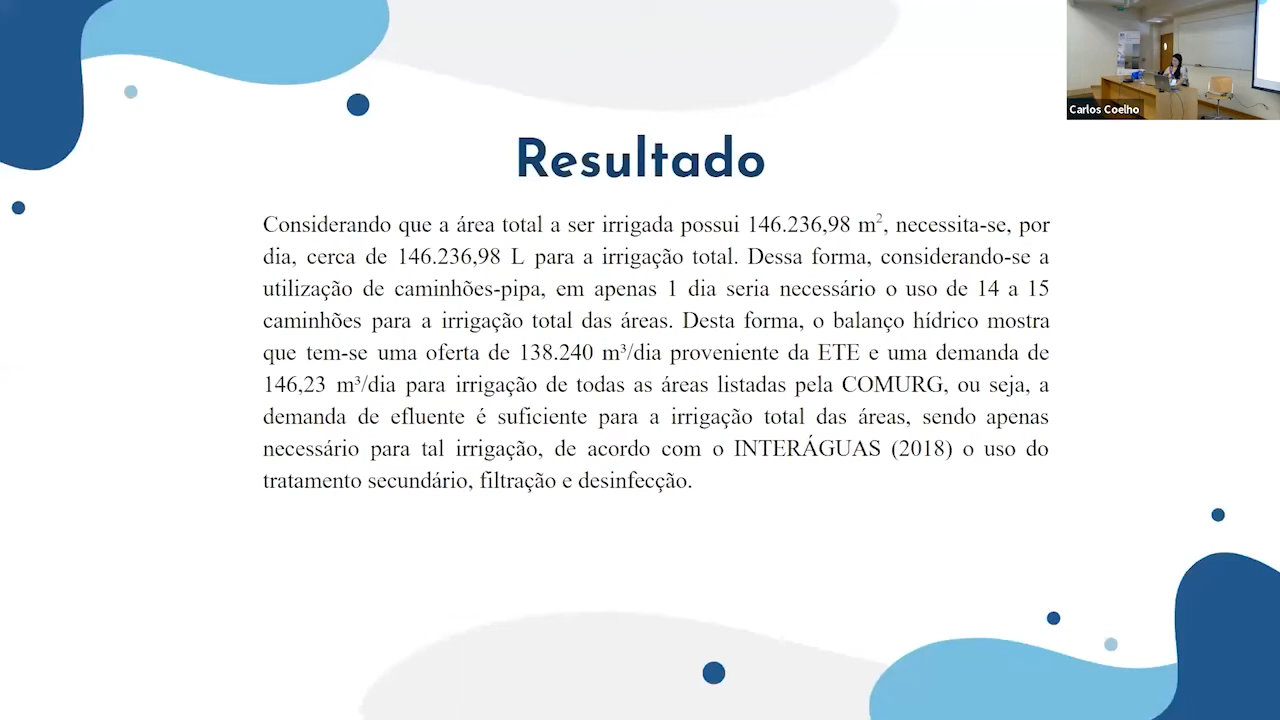 Carlos Coelho
Resultado
Considerando que a área total a ser irrigada possui 146.236,98 m², necessita-se, por
dia, cerca de 146.236,98 L para a irrigação total. Dessa forma, considerando-se a
utilização de caminhões-pipa, em apenas 1 dia seria necessário o uso de 14 a 15
caminhões para a irrigação total das áreas. Desta forma, o balanço hídrico mostra
que tem-se uma oferta de 138.240 m³/dia proveniente da ETE e uma demanda de
146,23 m³/dia para irrigação de todas as áreas listadas pela COMURG, ou seja, a
demanda de efluente é suficiente para a irrigação total das áreas, sendo apenas
necessário para tal irrigação, de acordo com o INTERÁGUAS (2018) o uso do
tratamento secundário, filtração e desinfecção.